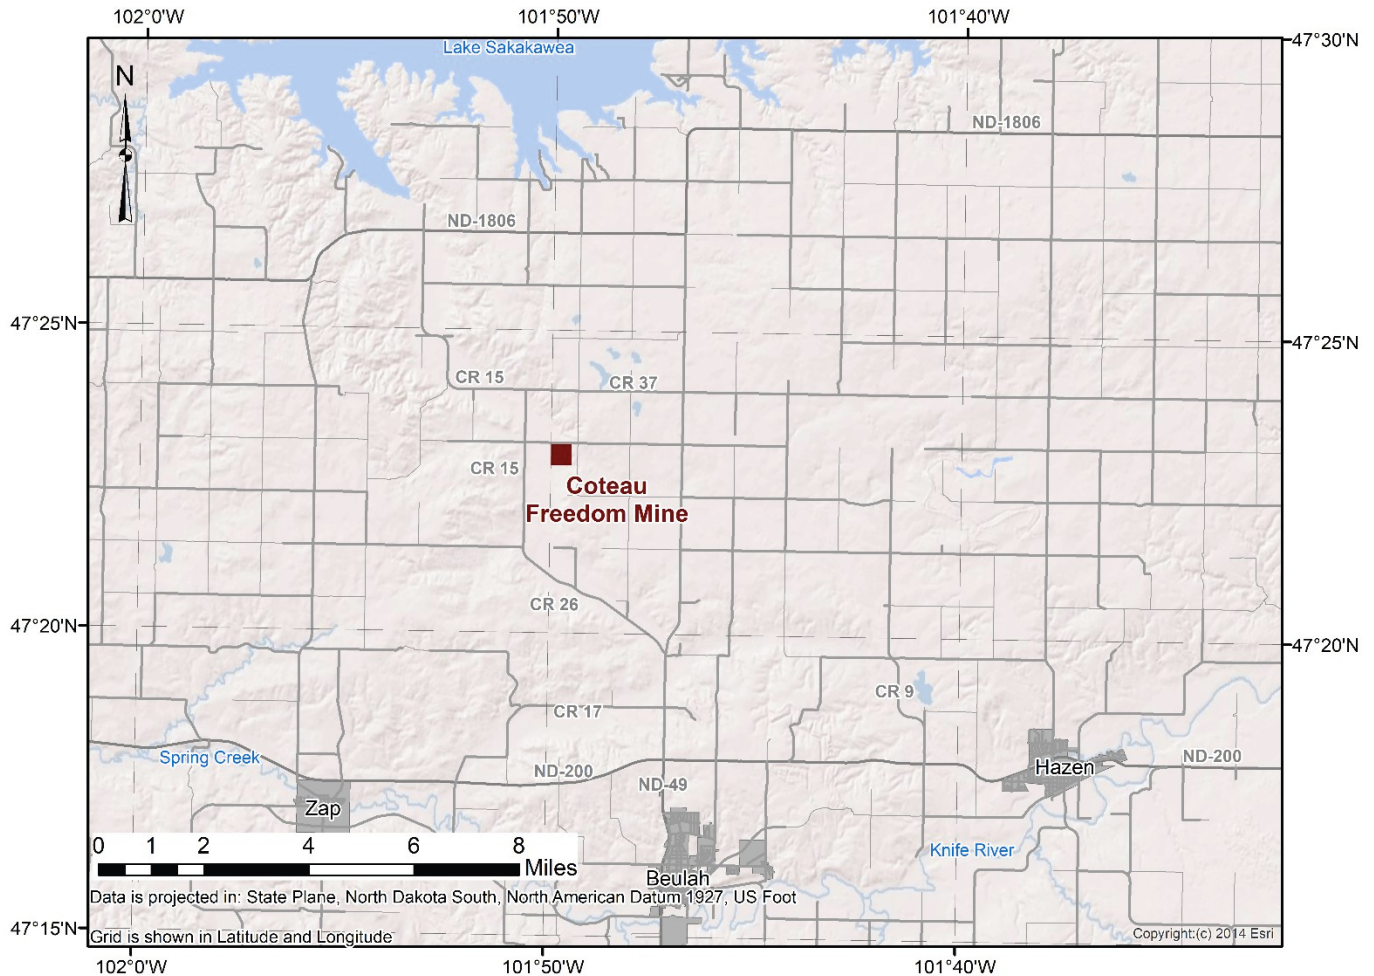 102°0'W 101°50'W 101°40'W
Lake Sakakawea
47°30'N
N
ND-1806
ND-1806
47°25'N
47°25'N
CR 15
CR 37
CR 15
Coteau
Freedom Mine
CR 26
47°20'N
47°20'N
CR 9
CR 17
Spring Creek
ND-200
ND-200
Hazen
ND-49
Zap
0 1 2 4 6 8
Miles
Knife River
Beulah
Data is projected in: State Plane, North Dakota South, North American Datum 1927, US Foot
47°15'N
Grid is shown in Latitude and Longitude
Copyright:(c) 2014 Esri
102°0'W 101°50'W 101°40'W